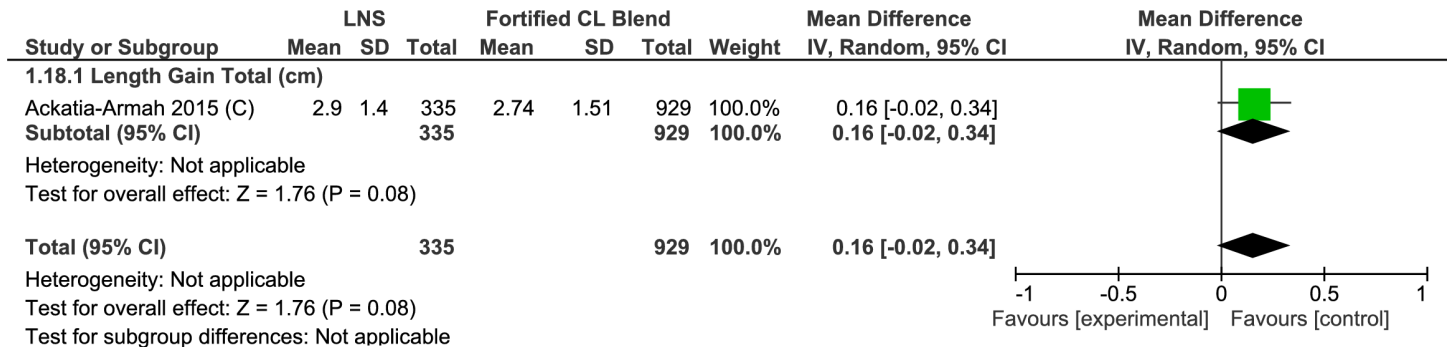 LNS Fortified CL Blend Mean Difference Mean Difference
Study or Subgroup Mean SD Total Mean SD Total Weight IV, Random, 95% CI IV, Random, 95% CI
1.18.1 Length Gain Total (cm)
Ackatia-Armah 2015 (C) 2.9 1.4 335 2.74 1.51 929 100.0% 0.16 [-0.02, 0.34]
Subtotal (95% CI) 335 929 100.0% 0.16 [-0.02, 0.34]
Heterogeneity: Not applicable
Test for overall effect: Z = 1.76 (P = 0.08)
Total (95% CI) 335 929 100.0% 0.16 [-0.02, 0.34]
Heterogeneity: Not applicable
Test for overall effect: Z = 1.76 (P = 0.08)
Test for subgroup differences: Not applicable
-1 -0.5 0 0.5 1
Favours [experimental] Favours [control]